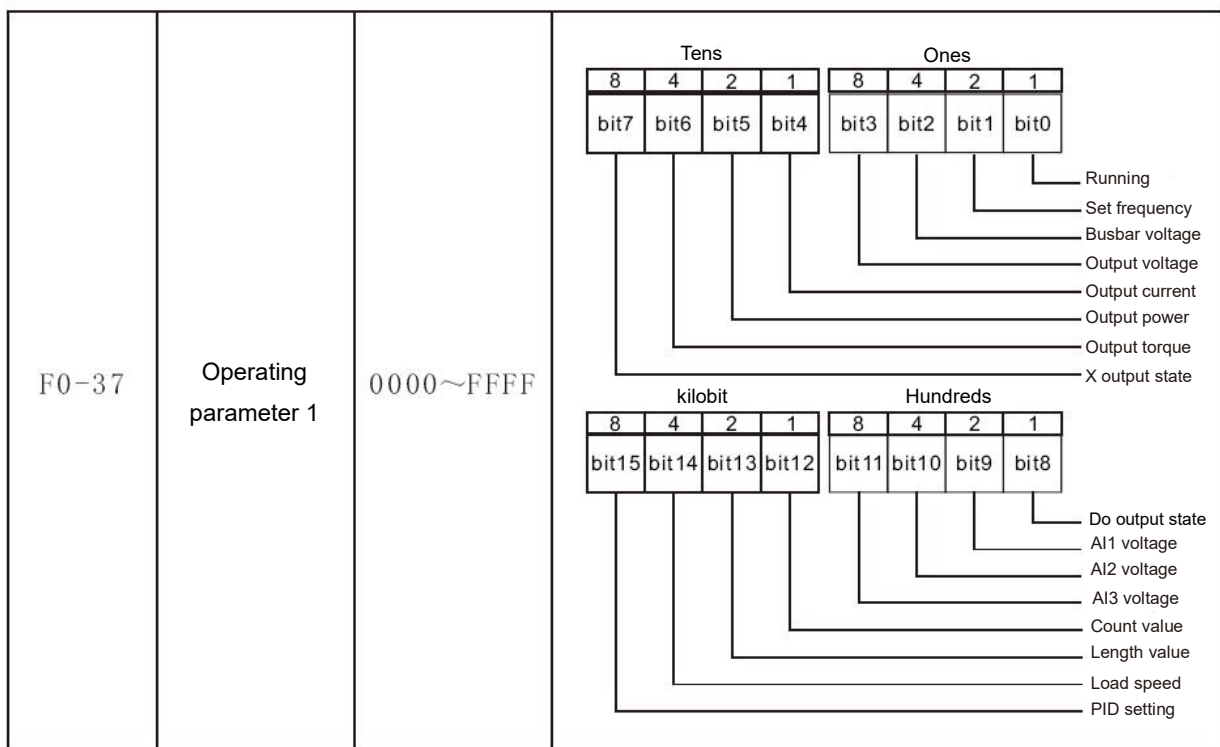 F0-37
Operating
parameter 1
0000～FFFF
Tens Ones
8 4 2 1 8 4 2 1
bit7 bit6 bit5 bit4 bit3 bit2 bit1 bit0
Running
Set frequency
Busbar voltage
Output voltage
Output current
Output power
Output torque
X output state
kilobit Hundreds
8 4 2 1 8 4 2 1
bit15 bit14 bit13 bit12 bit11 bit10 bit9 bit8
Do output state
AI1 voltage
AI2 voltage
AI3 voltage
Count value
Length value
Load speed
PID setting